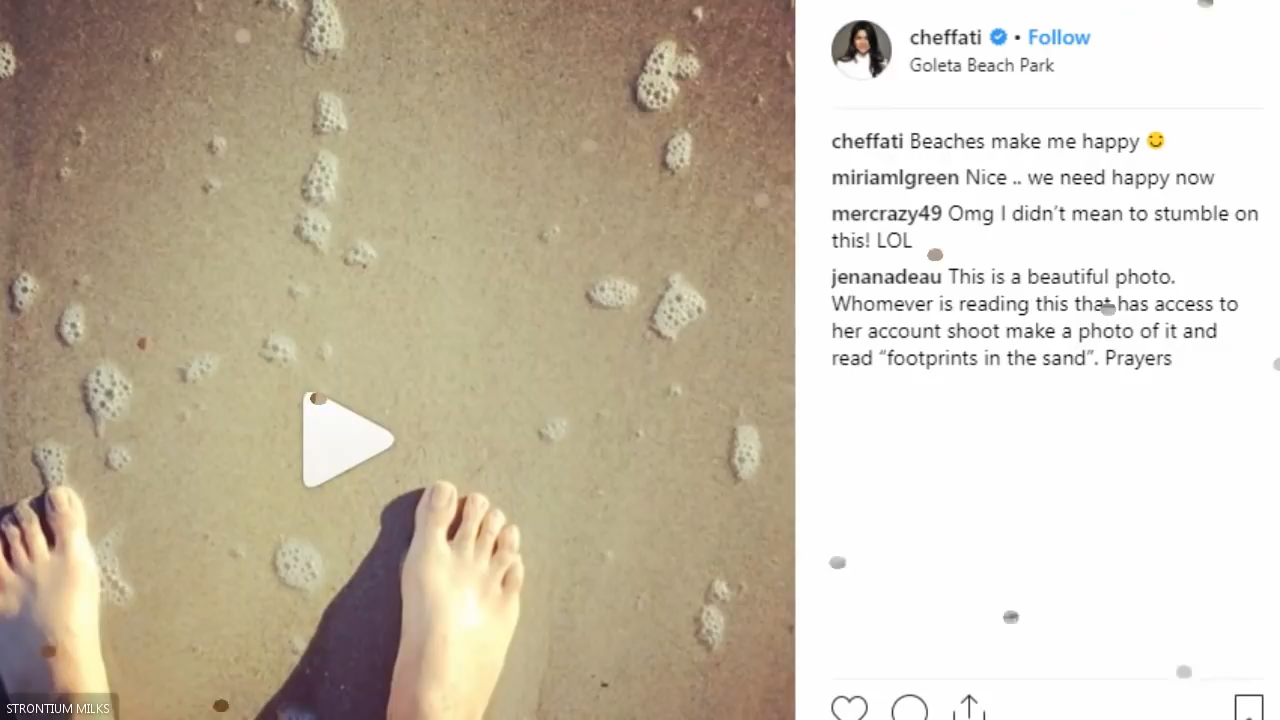 cheffati • Follow
Goleta Beach Park
cheffati Beaches make me happy
miriamlgreen Nice .. we need happy now
mercrazy49 Omg I didn't mean to stumble on
this! LOL
jenanadeau This is a beautiful photo.
Whomever is reading this that has access to
her account shoot make a photo of it and
read “footprints in the sand”. Prayers
STRONTIUM MILKS